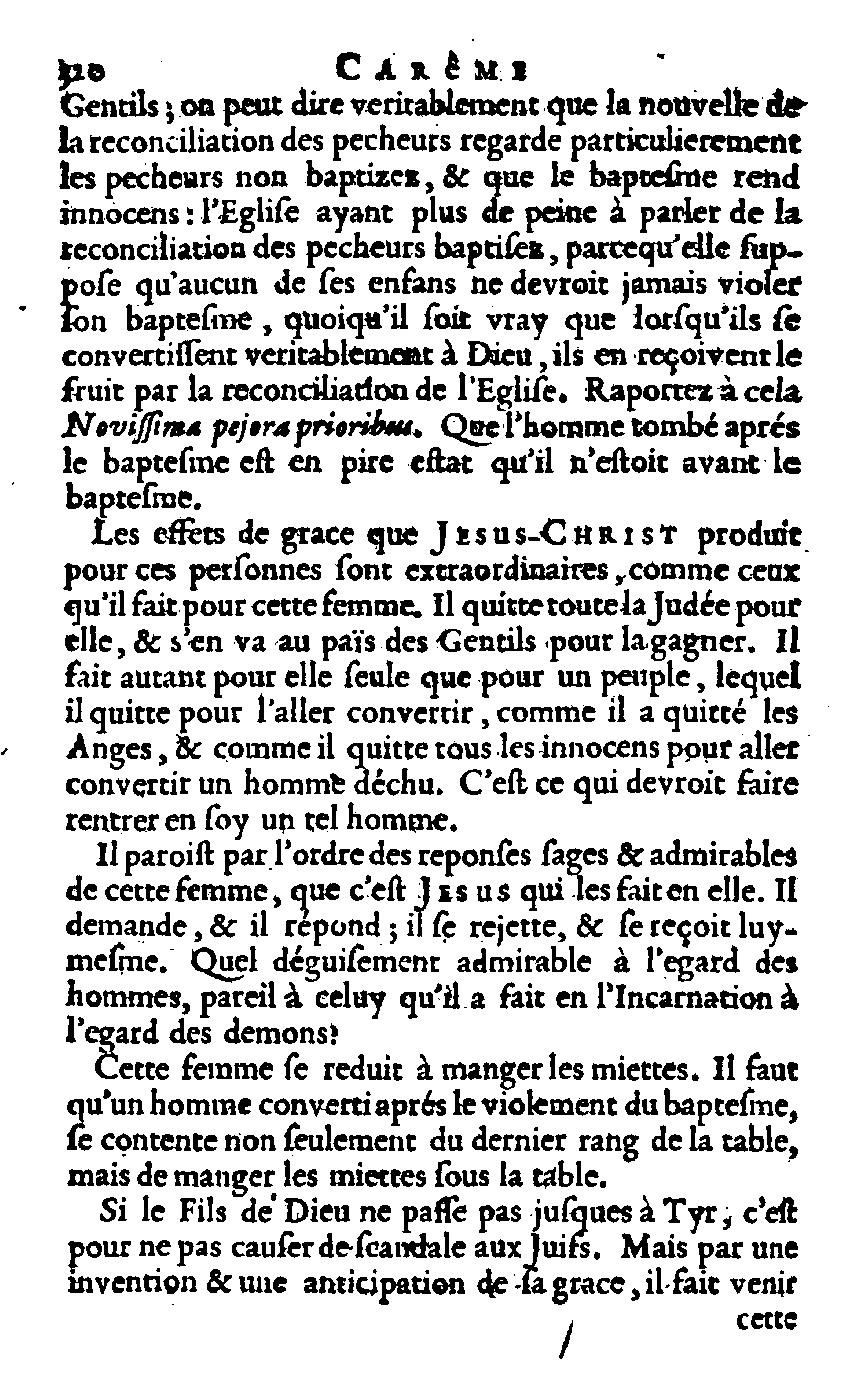 320 CARÊME
Gentils ; on peut dire veritablement que la nouvelle de
la reconciliation des pecheurs regarde particulierement
les pecheurs non baptizez, & que le baptesme rend
innocens : l'Egliſe ayant plus de peine à parler de la
reconciliation des pecheurs baptiſez, parcequ'elle ſup-
poſe qu'aucun de ſes enfans ne devroit jamais violer
ſon bapteſme, quoiqu'il ſoit vray que lorſqu'ils ſe
convertiſſent veritablement à Dieu, ils en reçoivent le
fruit par la reconciliation de l'Egliſe. Raportez à cela
Noviſſima pejora prioribus. Que l'homme tombé aprés
le bapteſme eſt en pire eſtat qu'il n'eſtoit avant le
bapteſme.
Les effets de grace que JESUS-CHRIST produit
pour ces perſonnes ſont extraordinaires, comme ceux
qu'il fait pour cette femme. Il quitte toute la Judée pour
elle, & s'en va au païs des Gentils pour la gagner. Il
fait autant pour elle ſeule que pour un peuple, lequel
il quitte pour l'aller convertir, comme il a quitté les
Anges, & comme il quitte tous les innocens pour aller
convertir un homme déchu. C'eſt ce qui devroit faire
rentrer en ſoy un tel homme.
Il paroiſt par l'ordre des reponſes ſages & admirables
de cette femme, que c'eſt JESUS qui les fait en elle. Il
demande, & il répond ; il ſe rejette, & ſe reçoit luy-
meſme. Quel déguiſement admirable à l'egard des
hommes, pareil à celuy qu'il a fait en l'Incarnation à
l'egard des demons?
Cette femme ſe reduit à manger les miettes. Il faut
qu'un homme converti aprés le violement du bapteſme,
ſe contente non ſeulement du dernier rang de la table,
mais de manger les miettes ſous la table.
Si le Fils de Dieu ne paſſe pas juſques à Tyr, c'eſt
pour ne pas cauſer de ſcandale aux Juifs. Mais par une
invention & une anticipation de ſa grace, il fait venir
cette